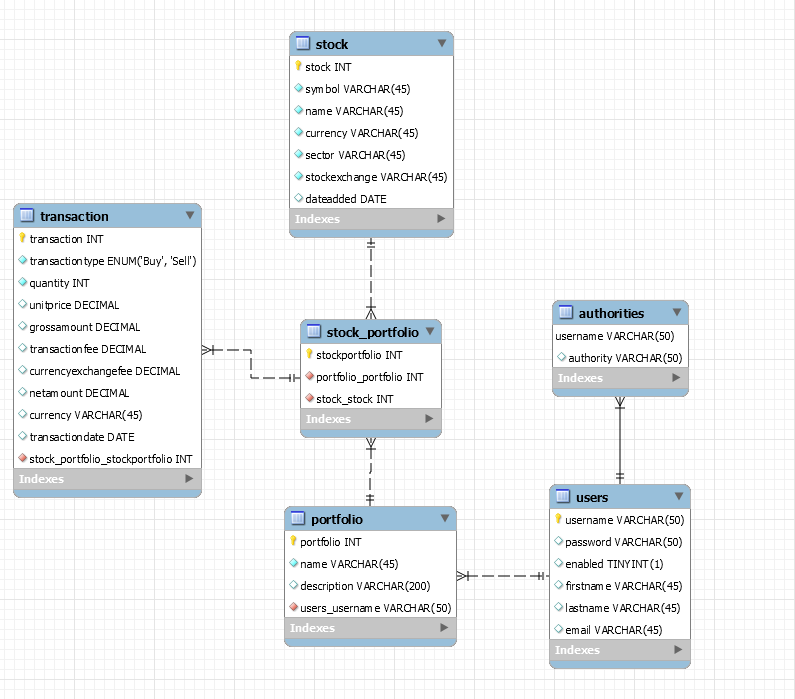 stock
stock INT
symbol VARCHAR(45)
name VARCHAR(45)
currency VARCHAR(45)
sector VARCHAR(45)
stockexchange VARCHAR(45)
dateadded DATE
Indexes
transaction
transaction INT
transactiontype ENUM('Buy', 'Sell')
quantity INT
unitprice DECIMAL
grossamount DECIMAL
transactionfee DECIMAL
currencyexchangefee DECIMAL
netamount DECIMAL
currency VARCHAR(45)
transactiondate DATE
stock_portfolio_stockportfolio INT
Indexes
stock_portfolio
stockportfolio INT
portfolio_portfolio INT
stock_stock INT
Indexes
authorities
username VARCHAR(50)
authority VARCHAR(50)
Indexes
portfolio
portfolio INT
name VARCHAR(45)
description VARCHAR(200)
users_username VARCHAR(50)
Indexes
users
username VARCHAR(50)
password VARCHAR(50)
enabled TINYINT(1)
firstname VARCHAR(45)
lastname VARCHAR(45)
email VARCHAR(45)
Indexes